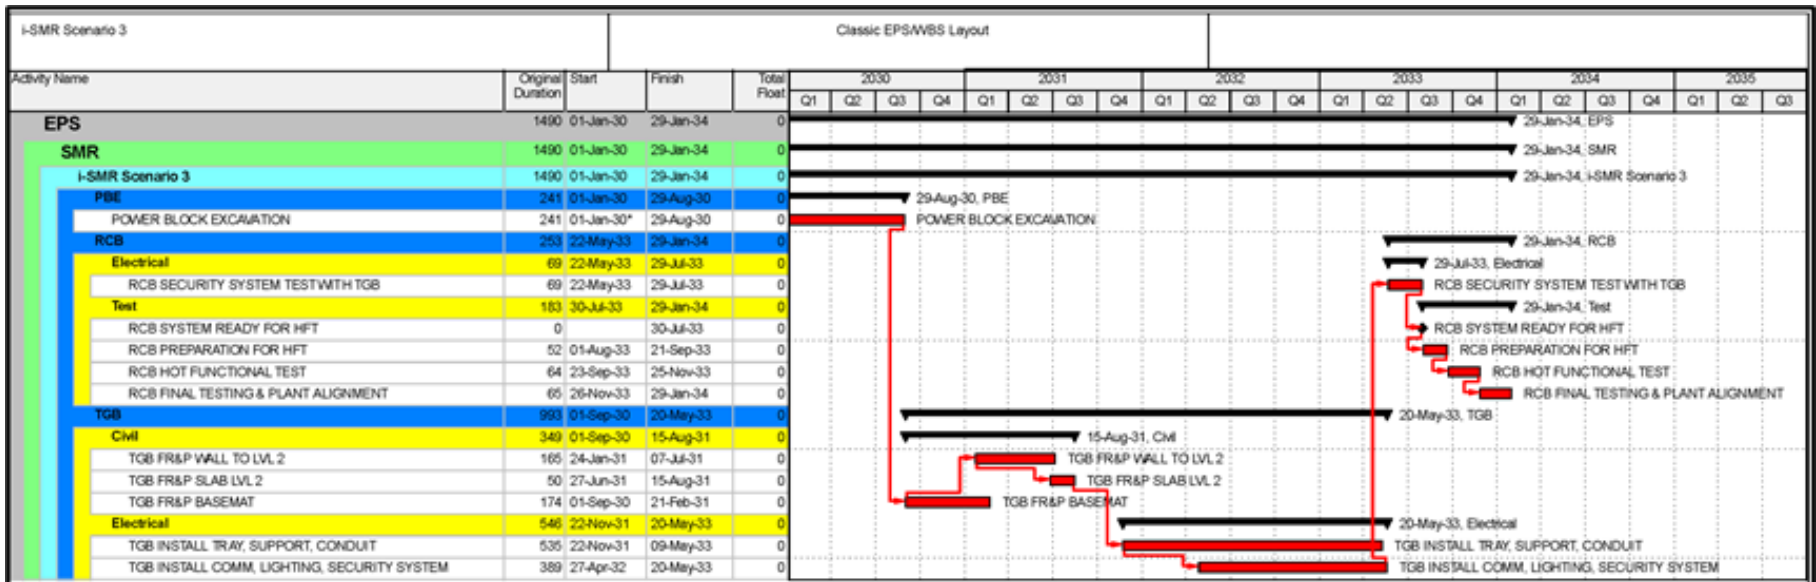 i-SMR Scenario 3 Classic EPS/WBS Layout
Activity Name Original Duration Start Finish Total Float 2030 2031 2032 2033 2034 2035
Q1 Q2 Q3 Q4 Q1 Q2 Q3 Q4 Q1 Q2 Q3 Q4 Q1 Q2 Q3 Q4 Q1 Q2 Q3 Q4 Q1 Q2 Q3
EPS 1490 01-Jan-30 29-Jan-34 0 29-Jan-34, EPS
SMR 1490 01-Jan-30 29-Jan-34 0 29-Jan-34, SMR
i-SMR Scenario 3 1490 01-Jan-30 29-Jan-34 0 29-Jan-34, i-SMR Scenario 3
PBE 241 01-Jan-30 29-Aug-30 0 29-Aug-30, PBE
POWER BLOCK EXCAVATION 241 01-Jan-30* 29-Aug-30 0 POWER BLOCK EXCAVATION
RCB 253 22-May-33 29-Jan-34 0 29-Jan-34, RCB
Electrical 69 22-May-33 29-Jul-33 0 29-Jul-33, Electrical
RCB SECURITY SYSTEM TEST WITH TGB 69 22-May-33 29-Jul-33 0 RCB SECURITY SYSTEM TEST WITH TGB
Test 183 30-Jul-33 29-Jan-34 0 29-Jan-34, Test
RCB SYSTEM READY FOR HFT 0 30-Jul-33 0 RCB SYSTEM READY FOR HFT
RCB PREPARATION FOR HFT 52 01-Aug-33 21-Sep-33 0 RCB PREPARATION FOR HFT
RCB HOT FUNCTIONAL TEST 64 23-Sep-33 25-Nov-33 0 RCB HOT FUNCTIONAL TEST
RCB FINAL TESTING & PLANT ALIGNMENT 65 26-Nov-33 29-Jan-34 0 RCB FINAL TESTING & PLANT ALIGNMENT
TGB 993 01-Sep-30 20-May-33 0 20-May-33, TGB
Civil 349 01-Sep-30 15-Aug-31 0 15-Aug-31, Civil
TGB FR&P WALL TO LVL 2 165 24-Jan-31 07-Jul-31 0 TGB FR&P WALL TO LVL 2
TGB FR&P SLAB LVL 2 50 27-Jun-31 15-Aug-31 0 TGB FR&P SLAB LVL 2
TGB FR&P BASEMAT 174 01-Sep-30 21-Feb-31 0 TGB FR&P BASEMAT
Electrical 546 22-Nov-31 20-May-33 0 20-May-33, Electrical
TGB INSTALL TRAY, SUPPORT, CONDUIT 535 22-Nov-31 09-May-33 0 TGB INSTALL TRAY, SUPPORT, CONDUIT
TGB INSTALL COMM, LIGHTING, SECURITY SYSTEM 389 27-Apr-32 20-May-33 0 TGB INSTALL COMM, LIGHTING, SECURITY SYSTEM